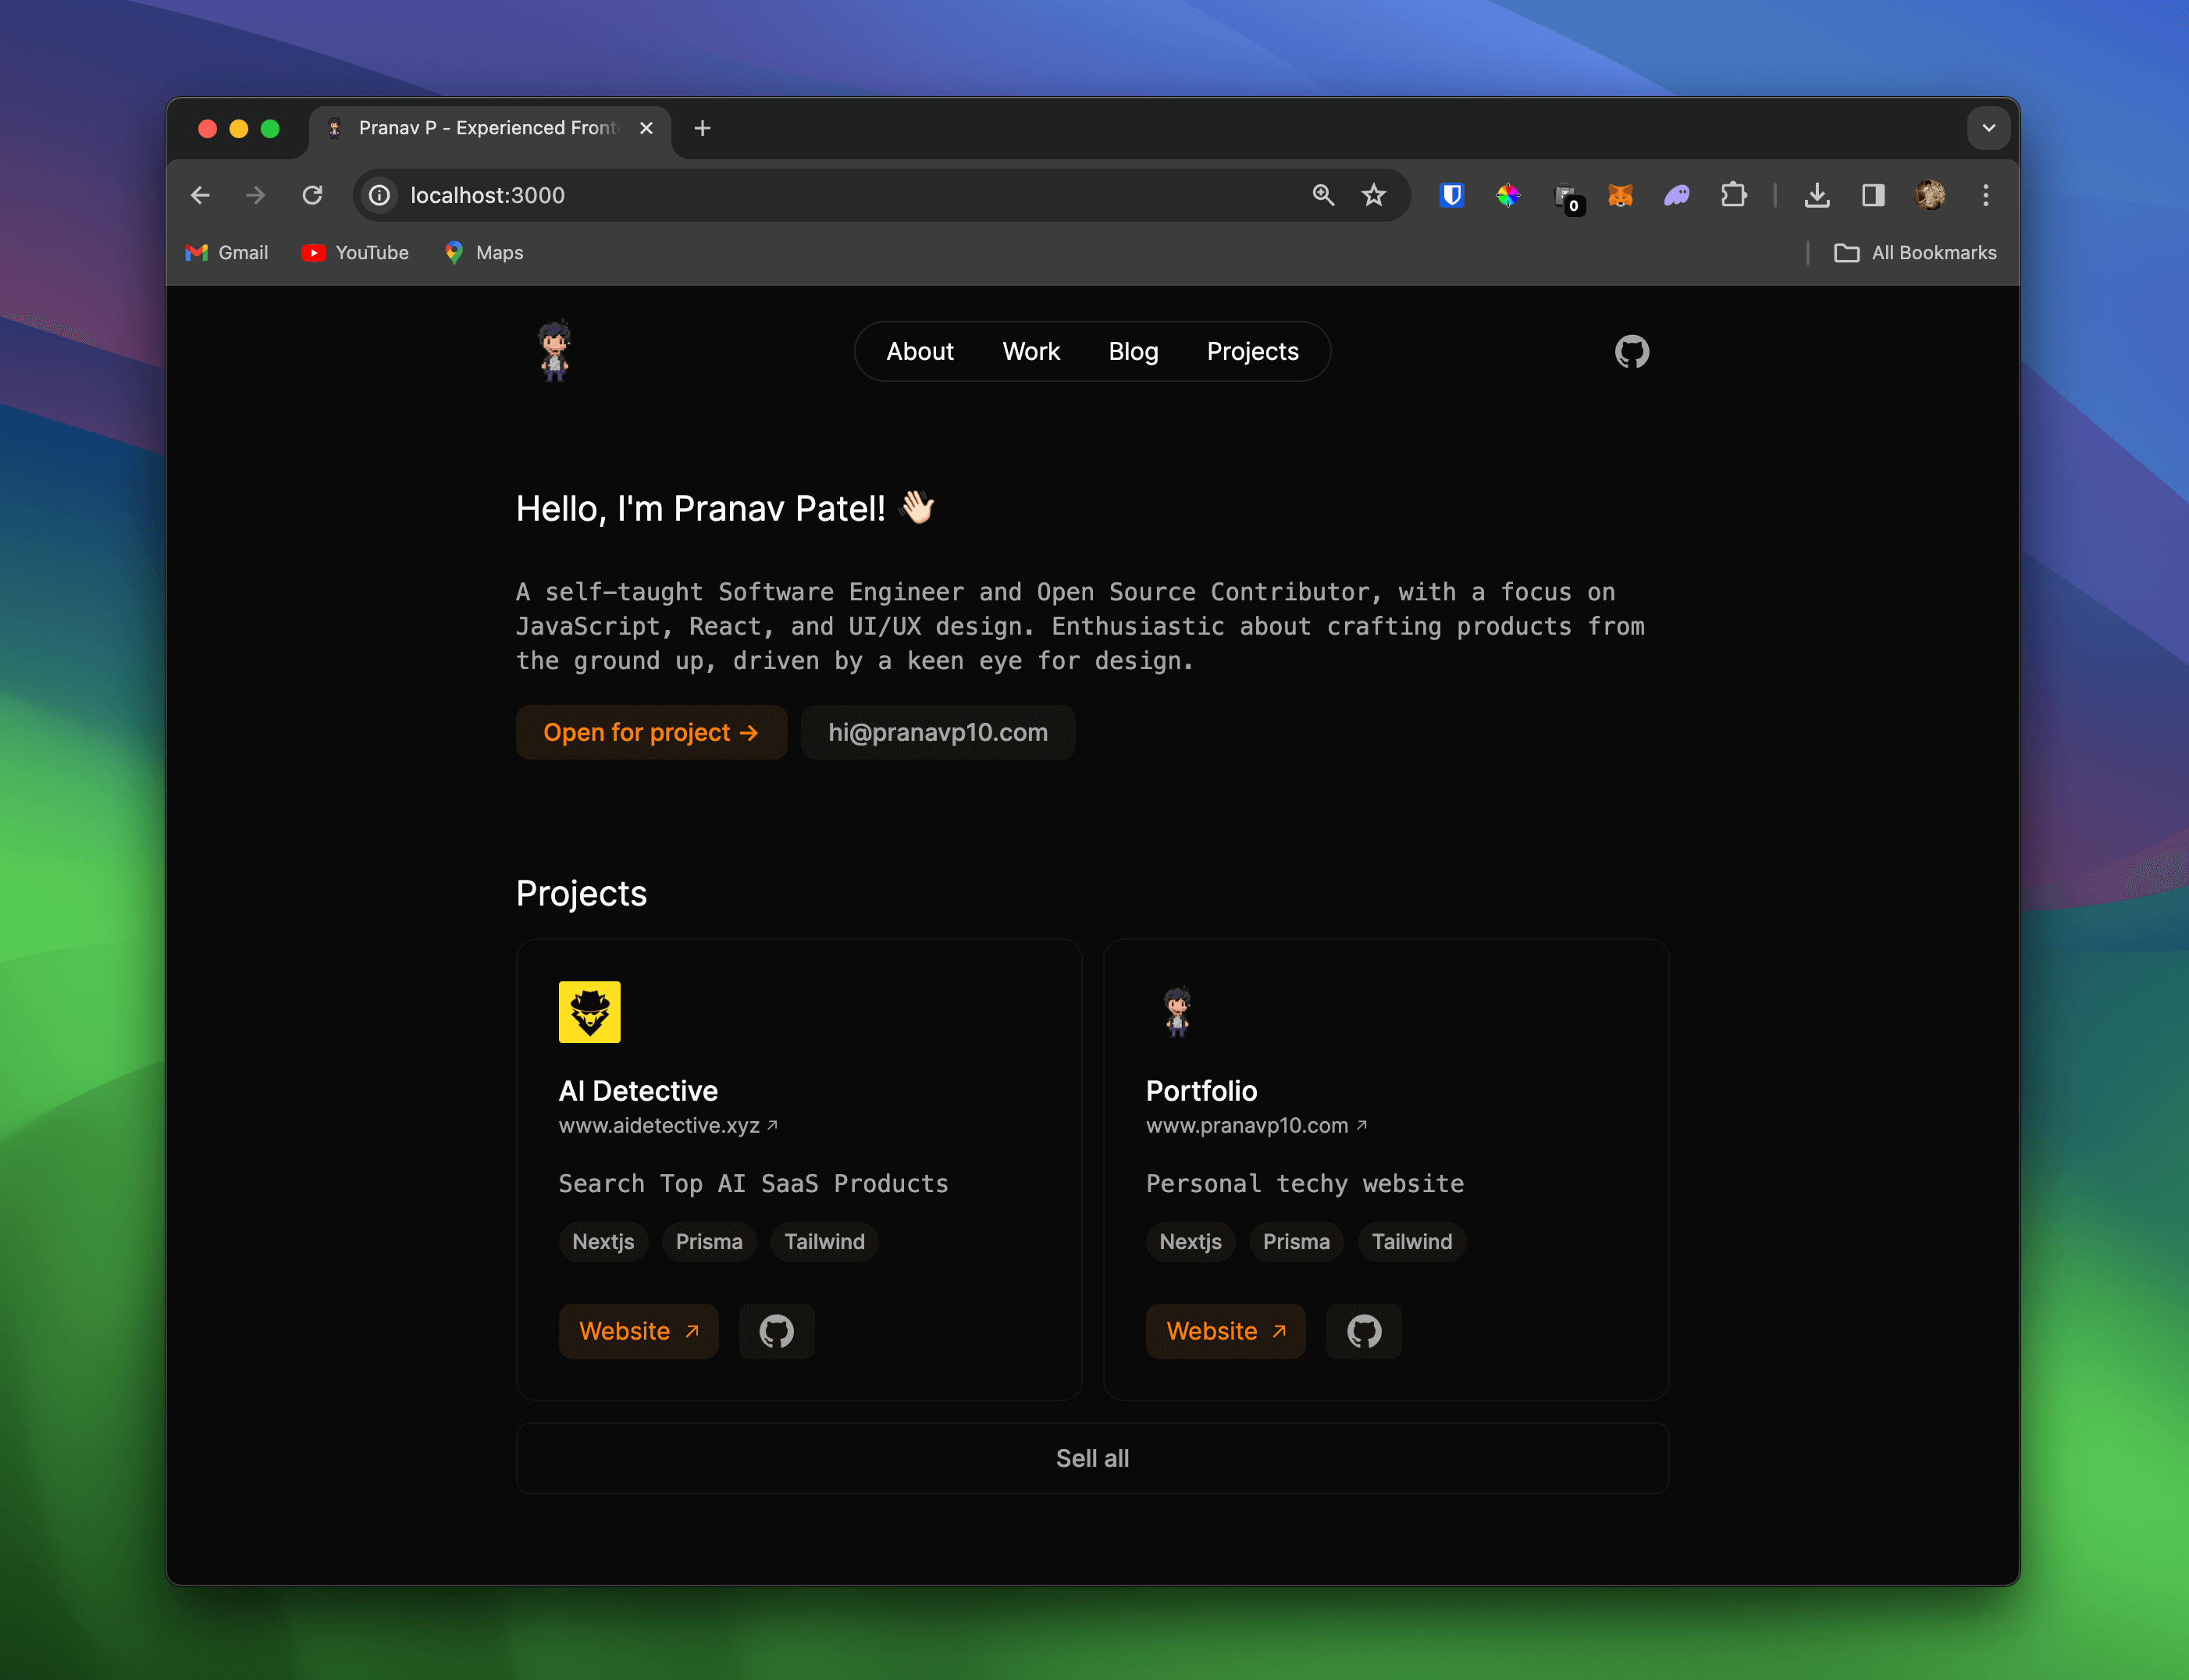 Pranav P - Experienced Front
localhost:3000
0
Gmail
YouTube
Maps
All Bookmarks
About
Work
Blog
Projects
Hello, I'm Pranav Patel! 👋🏻
A self-taught Software Engineer and Open Source Contributor, with a focus on
JavaScript, React, and UI/UX design. Enthusiastic about crafting products from
the ground up, driven by a keen eye for design.
Open for project →
hi@pranavp10.com
Projects
AI Detective
www.aidetective.xyz ↗
Search Top AI SaaS Products
Nextjs
Prisma
Tailwind
Website ↗
Portfolio
www.pranavp10.com ↗
Personal techy website
Nextjs
Prisma
Tailwind
Website ↗
Sell all